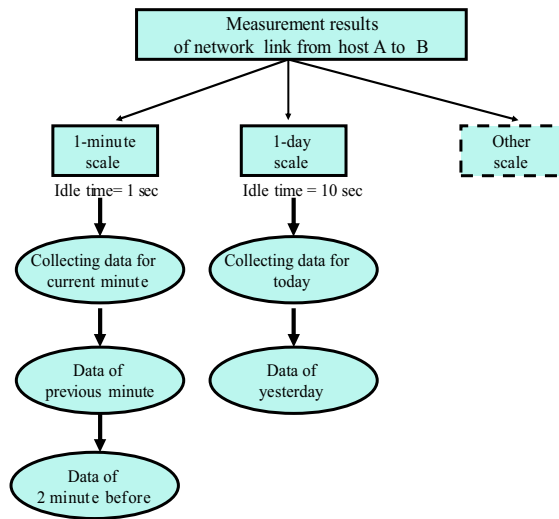 Measurement results
of network link from host A to B
1-minute
scale
1-day
scale
Other
scale
Idle time= 1 sec
Idle time = 10 sec
Collecting data for
current minute
Collecting data for
today
Data of
previous minute
Data of
yesterday
Data of
2 minute before